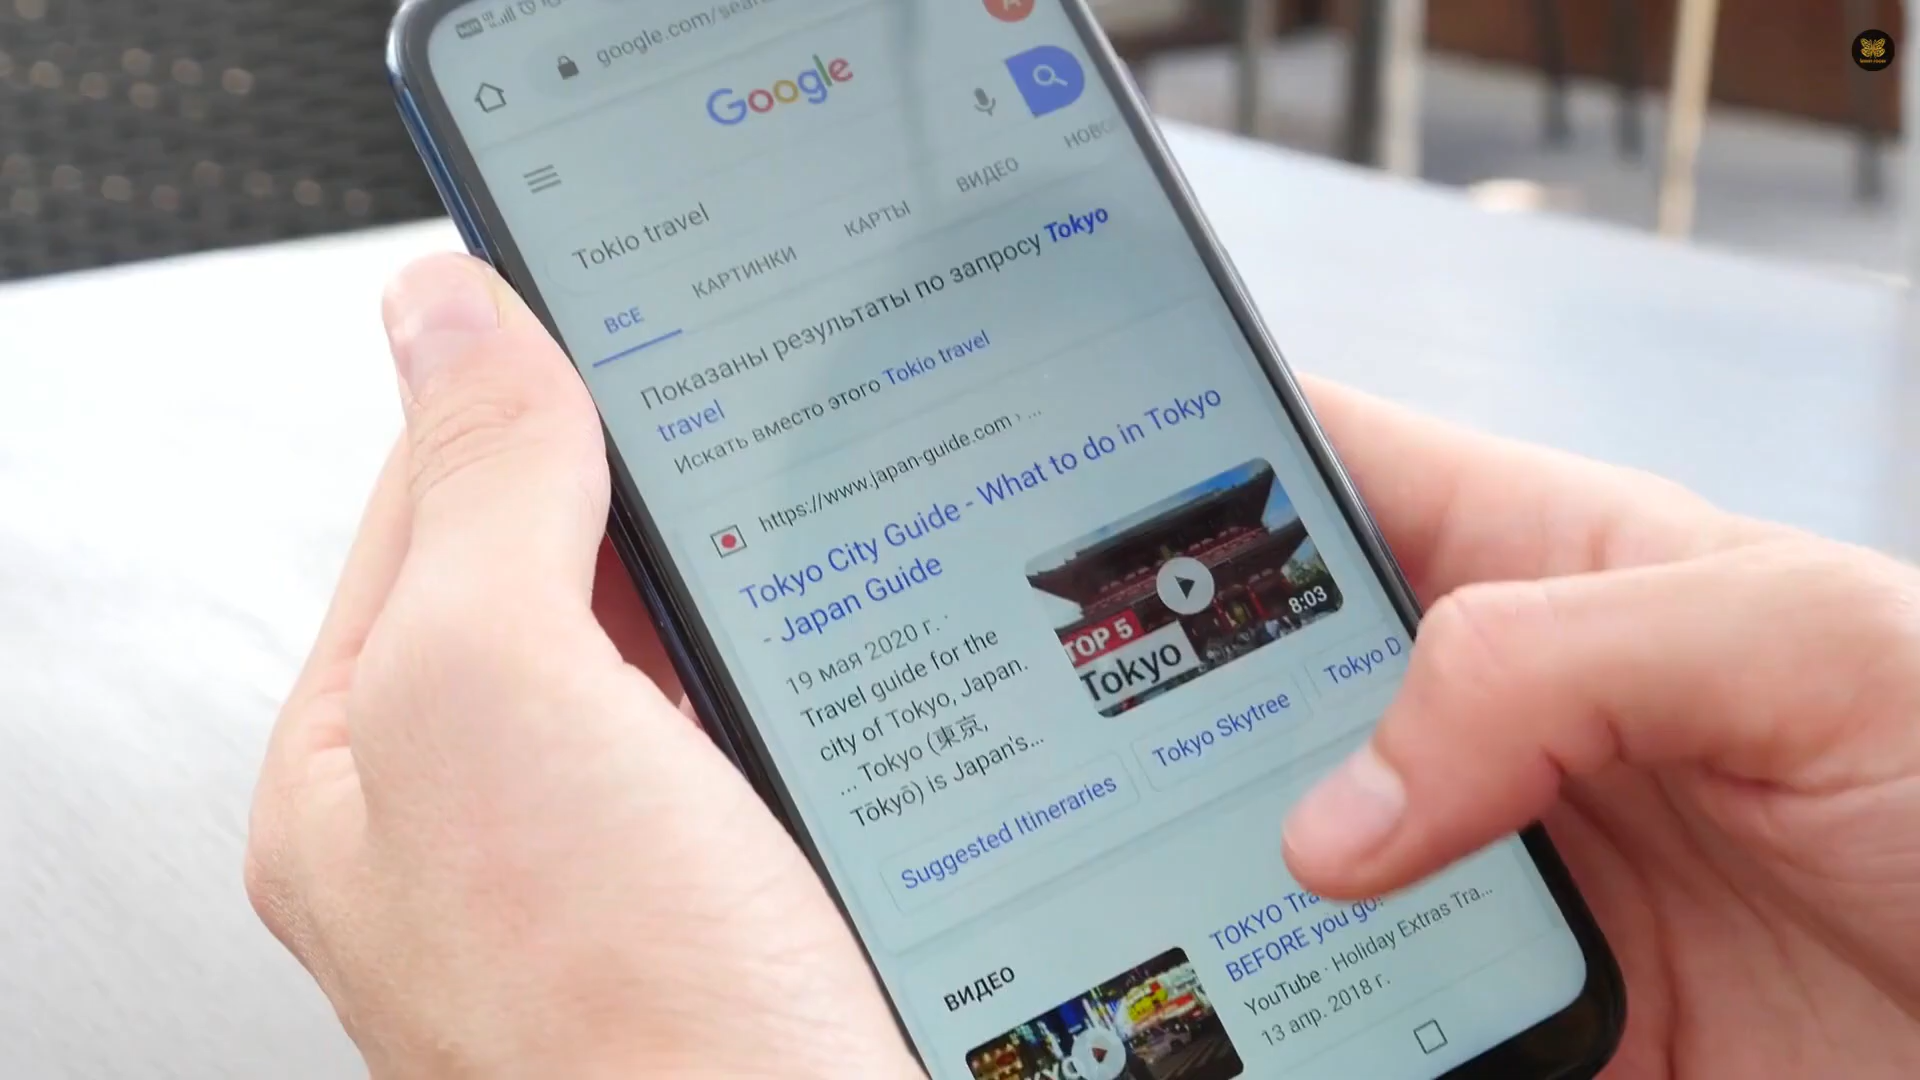 google.com/sear
Google
Tokio travel
ВСЕ КАРТИНКИ КАРТЫ ВИДЕО НОВО
Показаны результаты по запросу Tokyo
travel
Искать вместо этого Tokio travel
https://www.japan-guide.com › ...
Tokyo City Guide - What to do in Tokyo
- Japan Guide
19 мая 2020 г. ·
Travel guide for the
city of Tokyo, Japan.
... Tokyo (東京,
Tōkyō) is Japan's...
TOP 5
Tokyo
8:03
Suggested Itineraries
Tokyo Skytree
Tokyo D
ВИДЕО
TOKYO Tra
BEFORE you go!
YouTube · Holiday Extras Tra...
13 апр. 2018 г.